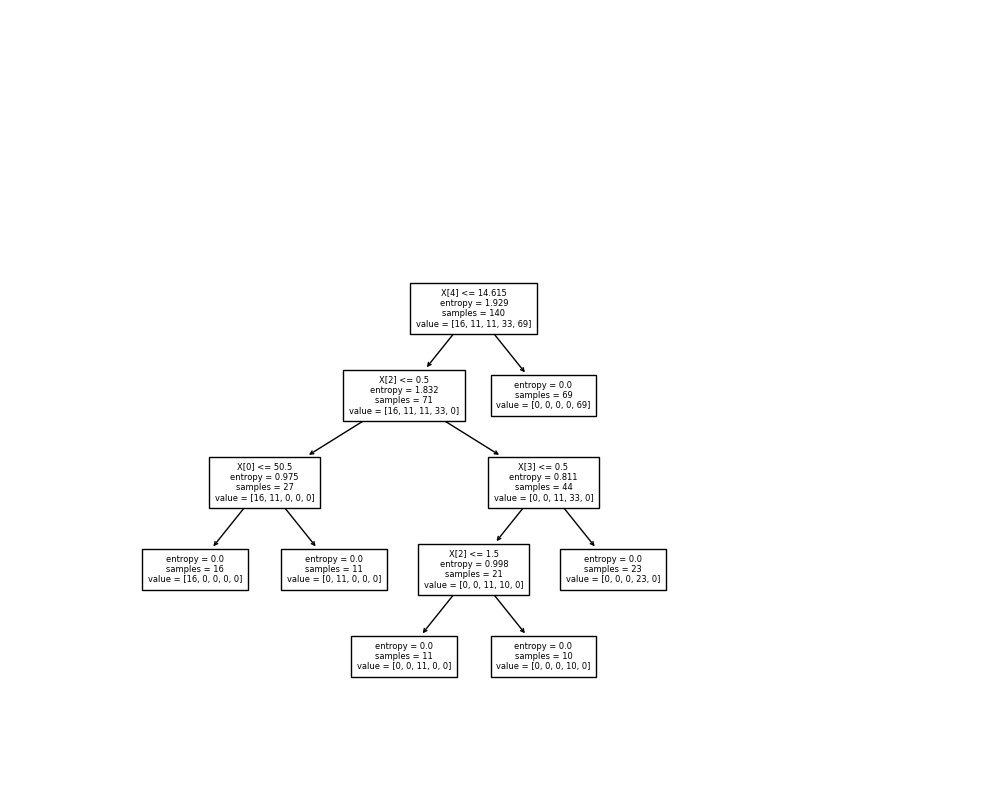 X[4] <= 14.615
entropy = 1.929
samples = 140
value = [16, 11, 11, 33, 69]
X[2] <= 0.5
entropy = 1.832
samples = 71
value = [16, 11, 11, 33, 0]
entropy = 0.0
samples = 69
value = [0, 0, 0, 0, 69]
X[0] <= 50.5
entropy = 0.975
samples = 27
value = [16, 11, 0, 0, 0]
X[3] <= 0.5
entropy = 0.811
samples = 44
value = [0, 0, 11, 33, 0]
entropy = 0.0
samples = 16
value = [16, 0, 0, 0, 0]
entropy = 0.0
samples = 11
value = [0, 11, 0, 0, 0]
X[2] <= 1.5
entropy = 0.998
samples = 21
value = [0, 0, 11, 10, 0]
entropy = 0.0
samples = 23
value = [0, 0, 0, 23, 0]
entropy = 0.0
samples = 11
value = [0, 0, 11, 0, 0]
entropy = 0.0
samples = 10
value = [0, 0, 0, 10, 0]